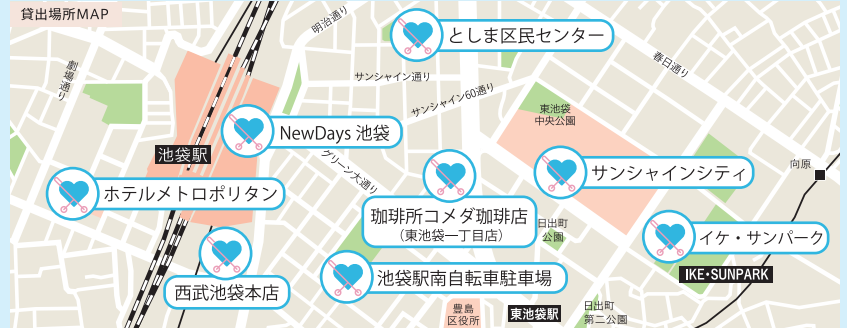 貸出場所MAP
明治通り
としま区民センター
劇場通り
サンシャイン通り
春日通り
サンシャイン60通り
東池袋
中央公園
NewDays 池袋
池袋駅
グリーン大通り
向原
サンシャインシティ
ホテルメトロポリタン
珈琲所コメダ珈琲店
(東池袋一丁目店)
日出町
公園
イケ・サンパーク
IKE・SUNPARK
池袋駅南自転車駐車場
西武池袋本店
豊島
区役所
東池袋駅
日出町
第二公園